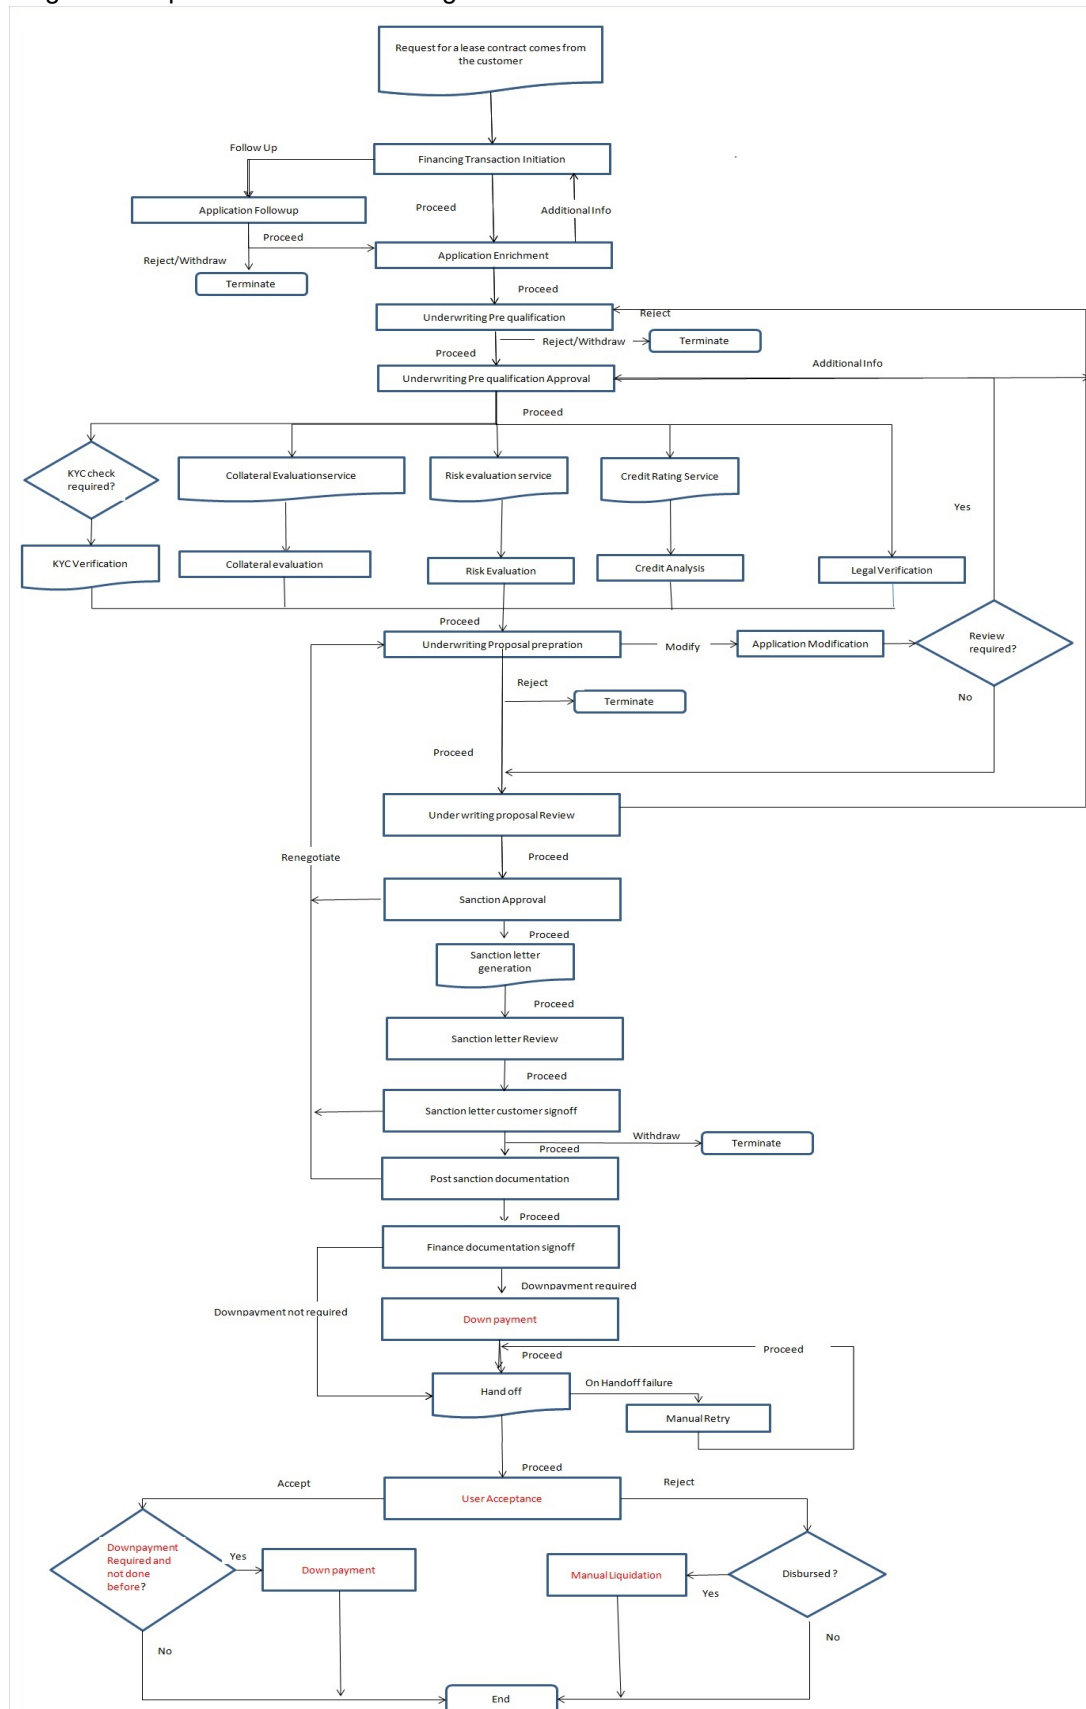 Request for a lease contract comes from
the customer
Follow Up
Financing Transaction Initiation
Proceed
Additional Info
Application Followup
Proceed
Application Enrichment
Reject/Withdraw
Terminate
Proceed
Underwriting Pre qualification
Reject
Reject/Withdraw
Terminate
Proceed
Additional Info
Underwriting Pre qualification Approval
Proceed
KYC check
required?
Collateral Evaluationservice
Risk evaluation service
Credit Rating Service
Yes
KYC Verification
Collateral evaluation
Risk Evaluation
Credit Analysis
Legal Verification
Proceed
Underwriting Proposal prepration
Modify
Application Modification
Review
required?
Reject
Terminate
No
Proceed
Under writing proposal Review
Renegotiate
Proceed
Sanction Approval
Proceed
Sanction letter
generation
Proceed
Sanction letter Review
Proceed
Sanction letter customer signoff
Withdraw
Terminate
Proceed
Post sanction documentation
Proceed
Finance documentation signoff
Downpayment required
Downpayment not required
Down payment
Proceed
Proceed
Hand off
On Handoff failure
Manual Retry
Proceed
Accept
User Acceptance
Reject
Downpayment
Required and
not done
before?
Yes
Down payment
Manual Liquidation
Yes
Disbursed ?
No
No
End